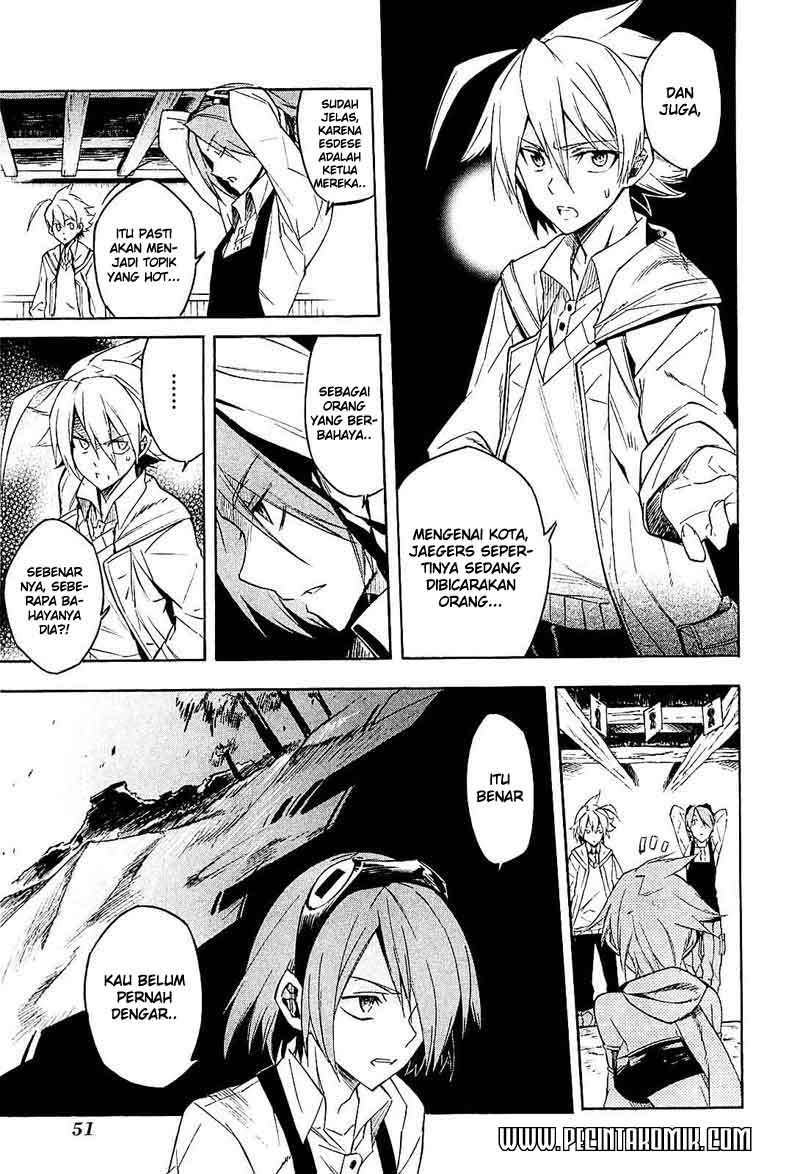 DAN
JUGA,
MENGENAI KOTA,
JAEGERS SEPER-
TINYA SEDANG
DIBICARAKAN
ORANG...
SUDAH
JELAS,
KARENA
ESDESE
ADALAH
KETUA
MEREKA..
ITU PASTI
AKAN MEN-
JADI TOPIK
YANG HOT...
SEBAGAI
ORANG
YANG BER-
BAHAYA..
......
SEBENAR
NYA, SEBE-
RAPA BA-
HAYANYA
DIA?!
ITU
BENAR
KAU BELUM
PERNAH
DENGAR..
51
WWW.PECINTAKOMIK.COM